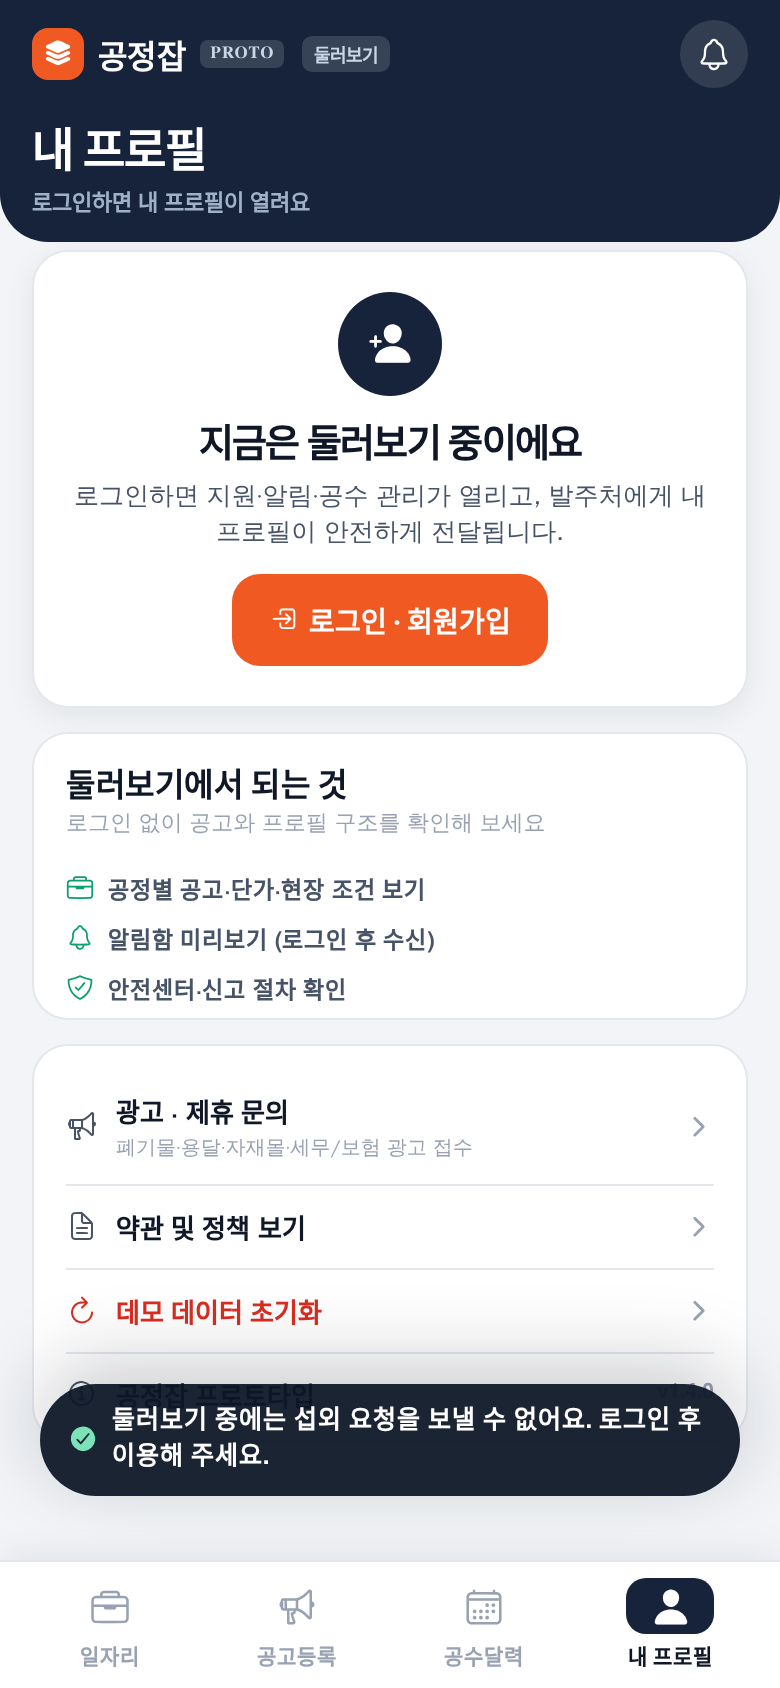 공정잡 PROTO 둘러보기
내 프로필
로그인하면 내 프로필이 열려요
지금은 둘러보기 중이에요
로그인하면 지원·알림·공수 관리가 열리고, 발주처에게 내
프로필이 안전하게 전달됩니다.
로그인 · 회원가입
둘러보기에서 되는 것
로그인 없이 공고와 프로필 구조를 확인해 보세요
공정별 공고·단가·현장 조건 보기
알림함 미리보기 (로그인 후 수신)
안전센터·신고 절차 확인
광고 · 제휴 문의
폐기물·용달·자재몰·세무/보험 광고 접수
약관 및 정책 보기
데모 데이터 초기화
공정잡 프로토타입 v1.4.0
둘러보기 중에는 섭외 요청을 보낼 수 없어요. 로그인 후
이용해 주세요.
일자리 공고등록 공수달력 내 프로필